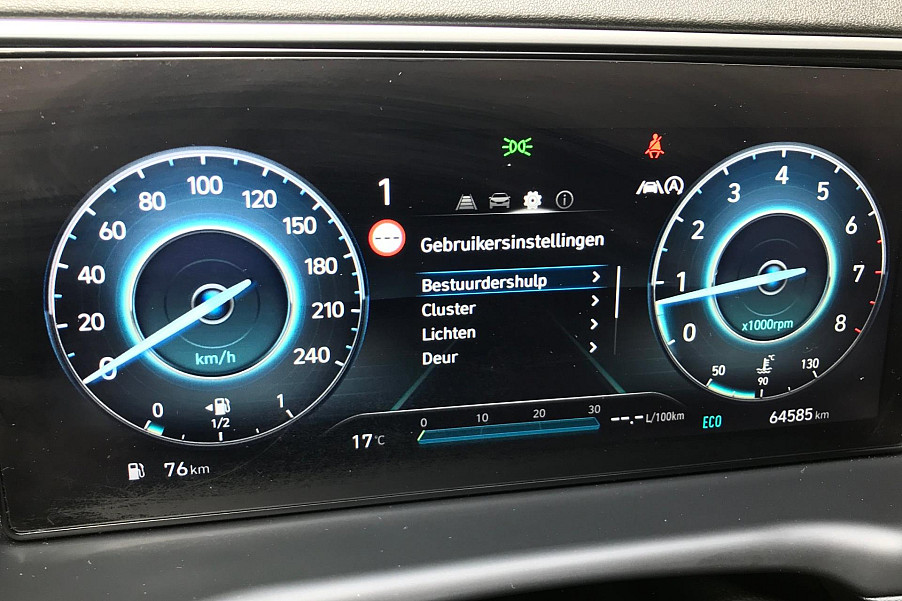 0
20
40
60
80
100
120
150
180
210
240
km/h
0
1/2
1
76 km
1
---
Gebruikersinstellingen
Bestuurdershulp
Cluster
Lichten
Deur
17°C
0 10 20 30
--.- L/100km
A
0
1
2
3
4
5
6
7
8
x1000rpm
50
°C
90
130
ECO
64585 km